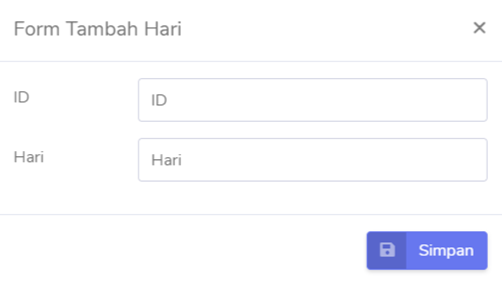 Form Tambah Hari ×
ID ID
Hari Hari
Simpan